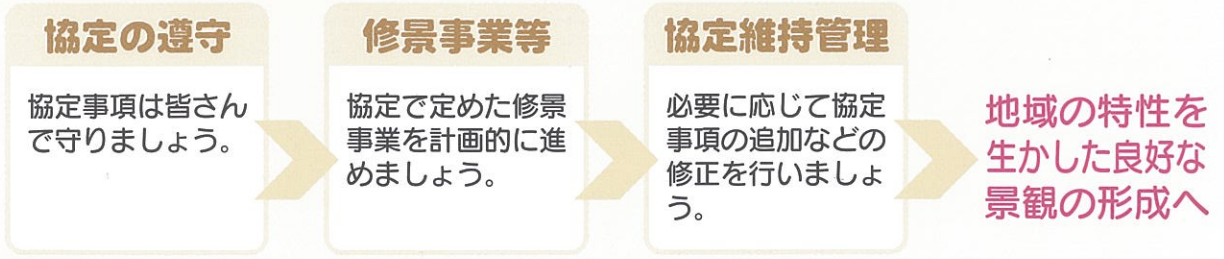 協定の遵守
協定事項は皆さん
で守りましょう。
修景事業等
協定で定めた修景
事業を計画的に進
めましょう。
協定維持管理
必要に応じて協定
事項の追加などの
修正を行いましょ
う。
地域の特性を
生かした良好な
景観の形成へ